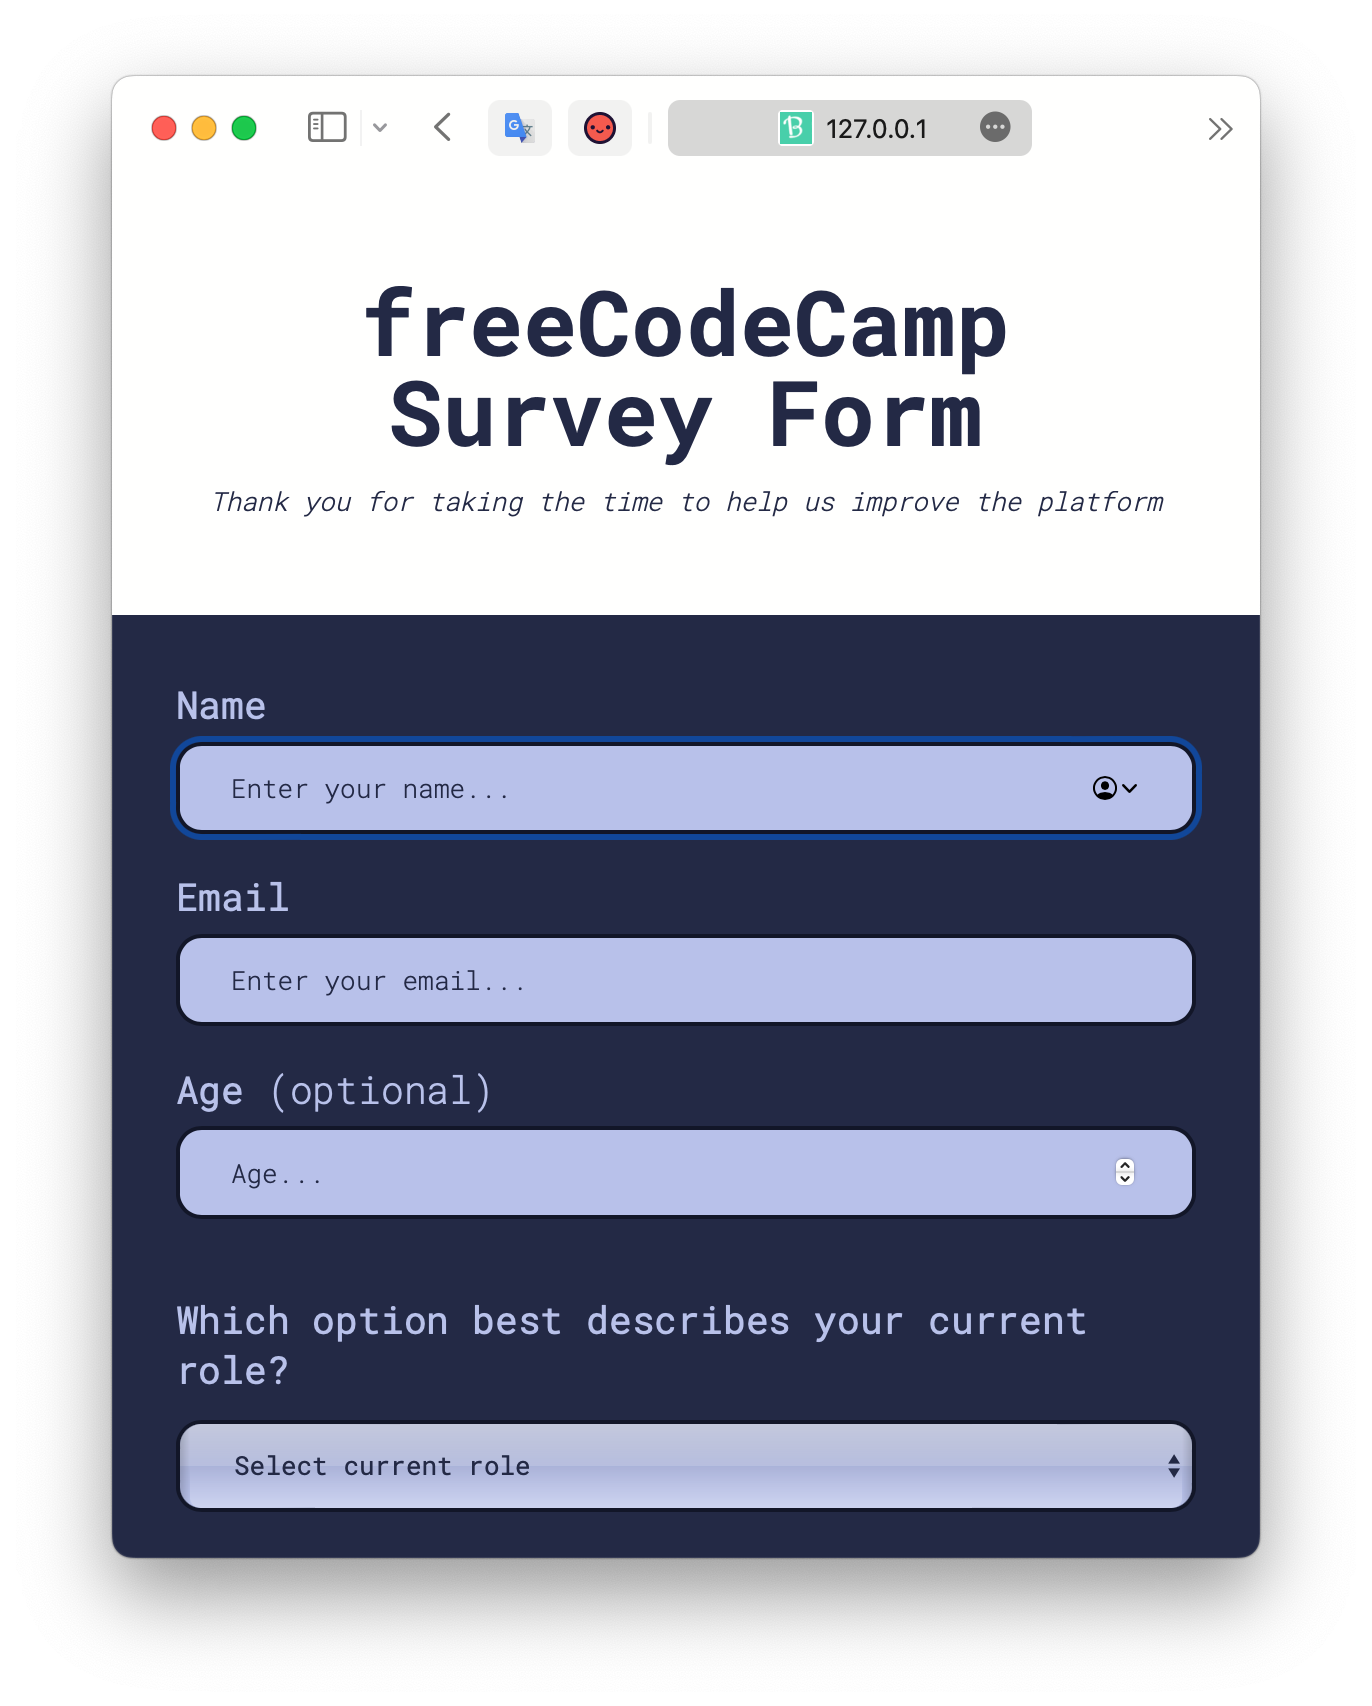 127.0.0.1
freeCodeCamp
Survey Form
Thank you for taking the time to help us improve the platform
Name
Enter your name...
Email
Enter your email...
Age (optional)
Age...
Which option best describes your current
role?
Select current role